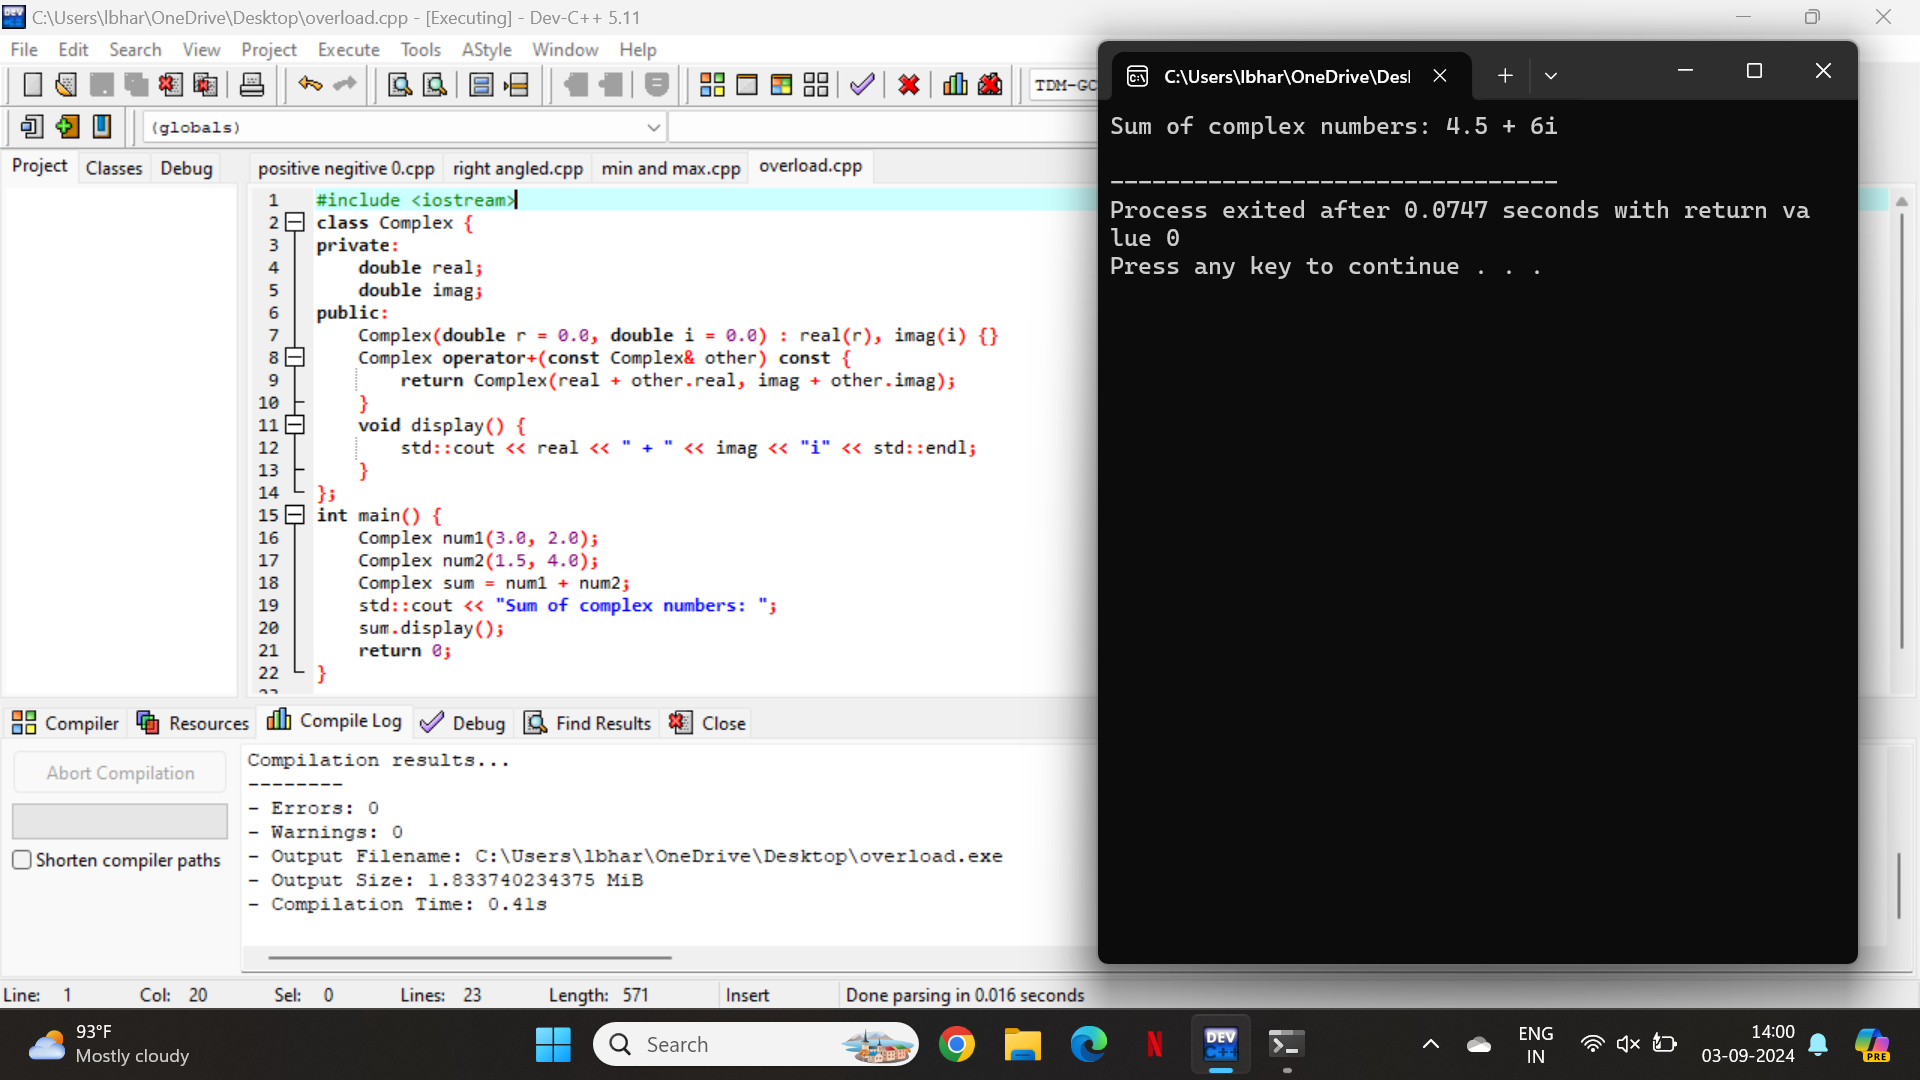 C:\Users\lbhar\OneDrive\Desktop\overload.cpp - [Executing] - Dev-C++ 5.11
File Edit Search View Project Execute Tools AStyle Window Help
TDM-GC
(globals)
Project Classes Debug
positive negitive 0.cpp right angled.cpp min and max.cpp overload.cpp
1 #include <iostream>
2 class Complex {
3 private:
4     double real;
5     double imag;
6 public:
7     Complex(double r = 0.0, double i = 0.0) : real(r), imag(i) {}
8     Complex operator+(const Complex& other) const {
9         return Complex(real + other.real, imag + other.imag);
10     }
11     void display() {
12         std::cout << real << " + " << imag << "i" << std::endl;
13     }
14 };
15 int main() {
16     Complex num1(3.0, 2.0);
17     Complex num2(1.5, 4.0);
18     Complex sum = num1 + num2;
19     std::cout << "Sum of complex numbers: ";
20     sum.display();
21     return 0;
22 }
23
C:\Users\lbhar\OneDrive\Desl
Sum of complex numbers: 4.5 + 6i
--------------------------------
Process exited after 0.0747 seconds with return va
lue 0
Press any key to continue . . .
Compiler Resources Compile Log Debug Find Results Close
Abort Compilation
Shorten compiler paths
Compilation results...
--------
- Errors: 0
- Warnings: 0
- Output Filename: C:\Users\lbhar\OneDrive\Desktop\overload.exe
- Output Size: 1.833740234375 MiB
- Compilation Time: 0.41s
Line: 1 Col: 20 Sel: 0 Lines: 23 Length: 571 Insert Done parsing in 0.016 seconds
93°F
Mostly cloudy
Search
N
DEV
C++
ENG
IN
14:00
03-09-2024
PRE